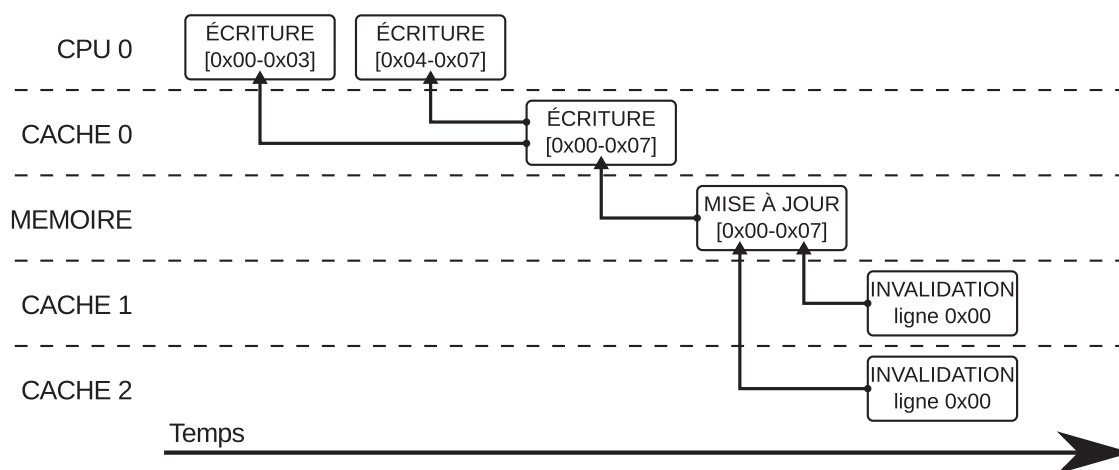 CPU 0
ÉCRITURE
[0x00-0x03]
ÉCRITURE
[0x04-0x07]
CACHE 0
ÉCRITURE
[0x00-0x07]
MEMOIRE
MISE À JOUR
[0x00-0x07]
CACHE 1
INVALIDATION
ligne 0x00
CACHE 2
INVALIDATION
ligne 0x00
Temps